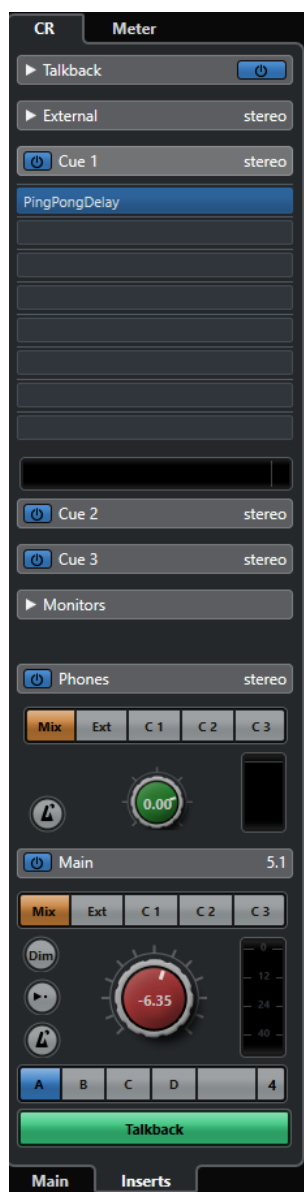 CR Meter
Talkback
External stereo
Cue 1 stereo
PingPongDelay
Cue 2 stereo
Cue 3 stereo
Monitors
Phones stereo
Mix Ext C 1 C 2 C 3
0.00
Main 5.1
Mix Ext C 1 C 2 C 3
Dim
-6.35
0
12
24
40
A B C D 4
Talkback
Main Inserts